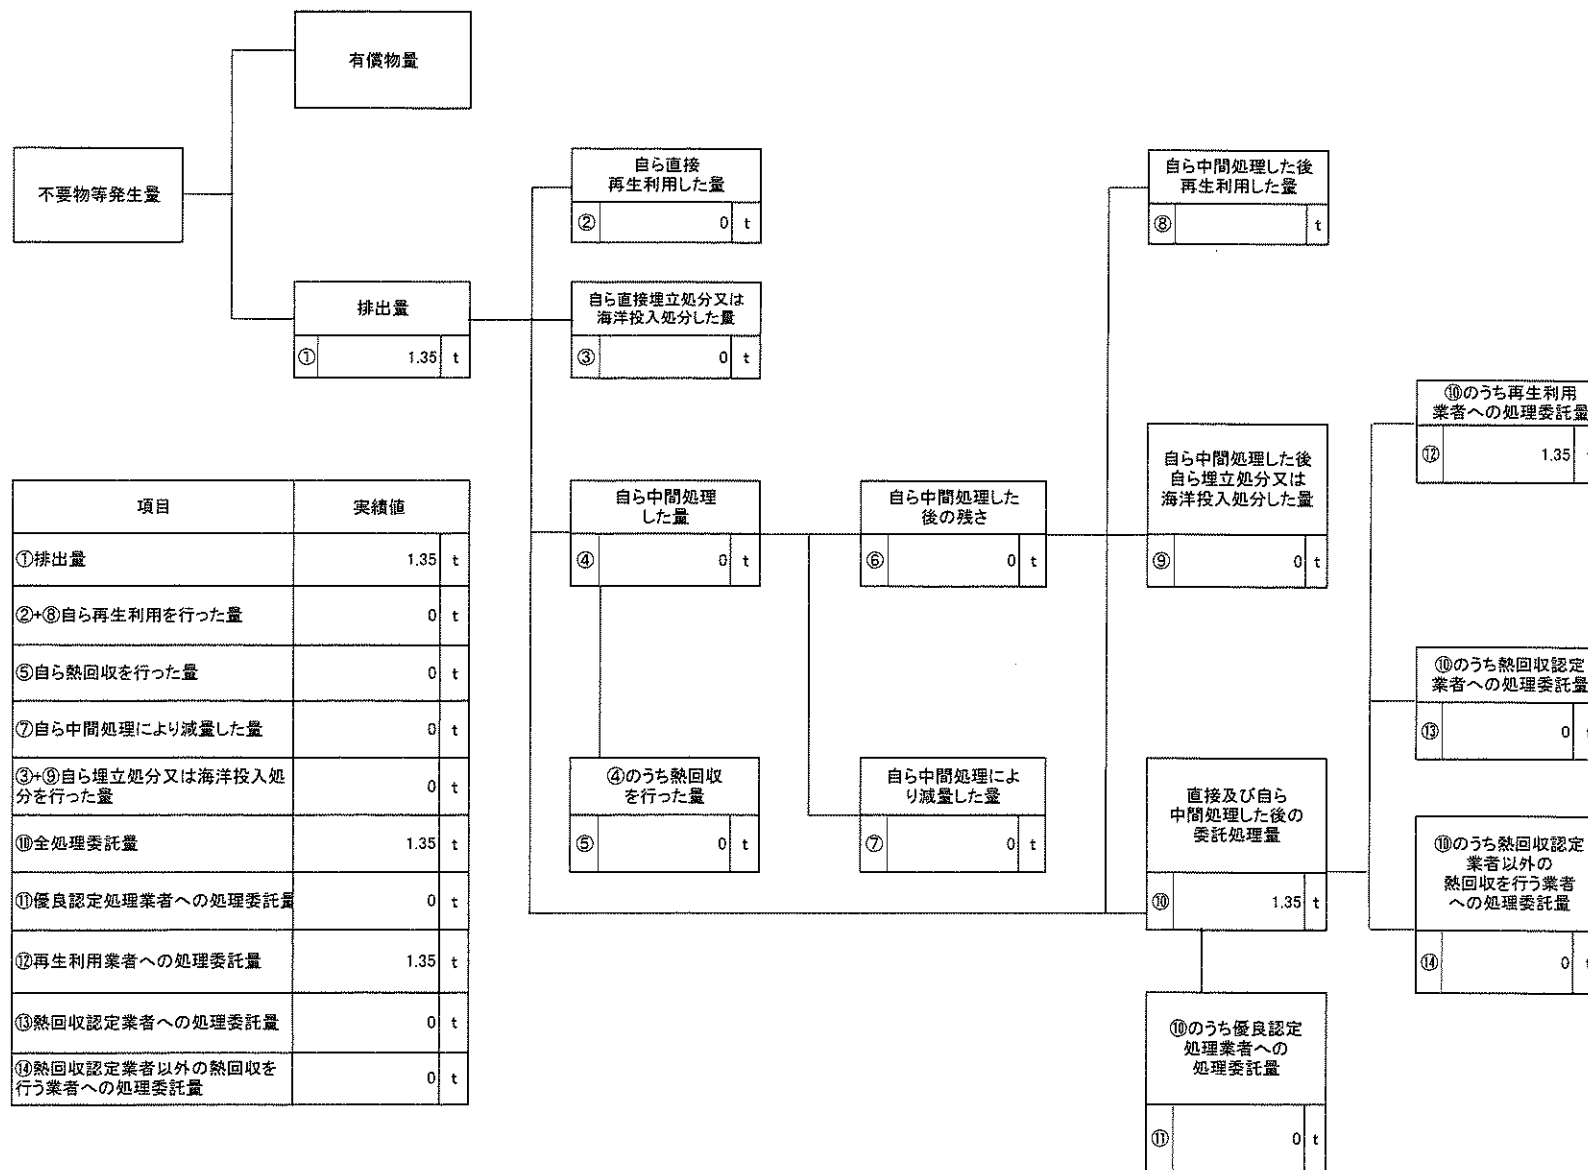 有償物量
不要物等発生量
排出量
① 1.35 t
自ら直接
再生利用した量
② 0 t
自ら直接埋立処分又は
海洋投入処分した量
③ 0 t
自ら中間処理
した量
④ 0 t
④のうち熱回収
を行った量
⑤ 0 t
自ら中間処理した
後の残さ
⑥ 0 t
自ら中間処理によ
り減量した量
⑦ 0 t
自ら中間処理した後
再生利用した量
⑧ t
自ら中間処理した後
自ら埋立処分又は
海洋投入処分した量
⑨ 0 t
直接及び自ら
中間処理した後の
委託処理量
⑩ 1.35 t
⑩のうち優良認定
処理業者への
処理委託量
⑪ 0 t
⑩のうち再生利用
業者への処理委託量
⑫ 1.35
⑩のうち熱回収認定
業者への処理委託量
⑬ 0
⑩のうち熱回収認定
業者以外の
熱回収を行う業者
への処理委託量
⑭ 0
項目 実績値
①排出量 1.35 t
②+⑧自ら再生利用を行った量 0 t
⑤自ら熱回収を行った量 0 t
⑦自ら中間処理により減量した量 0 t
③+⑨自ら埋立処分又は海洋投入処
分を行った量 0 t
⑩全処理委託量 1.35 t
⑪優良認定処理業者への処理委託量 0 t
⑫再生利用業者への処理委託量 1.35 t
⑬熱回収認定業者への処理委託量 0 t
⑭熱回収認定業者以外の熱回収を
行う業者への処理委託量 0 t